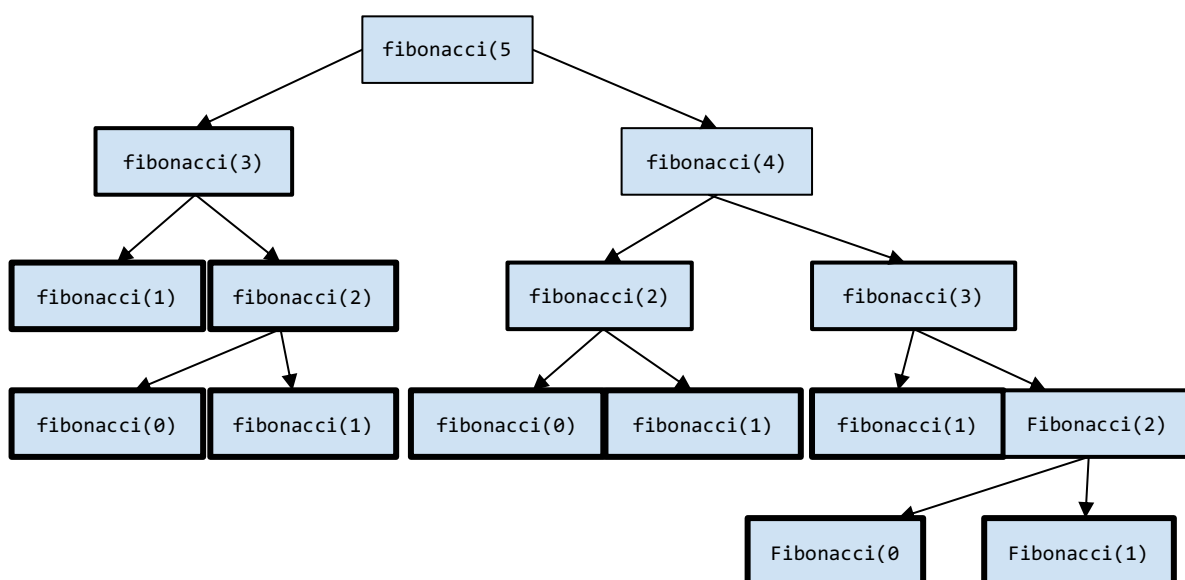 fibonacci(5
fibonacci(3)
fibonacci(4)
fibonacci(1)
fibonacci(2)
fibonacci(2)
fibonacci(3)
fibonacci(0)
fibonacci(1)
fibonacci(0)
fibonacci(1)
fibonacci(1)
Fibonacci(2)
Fibonacci(0
Fibonacci(1)